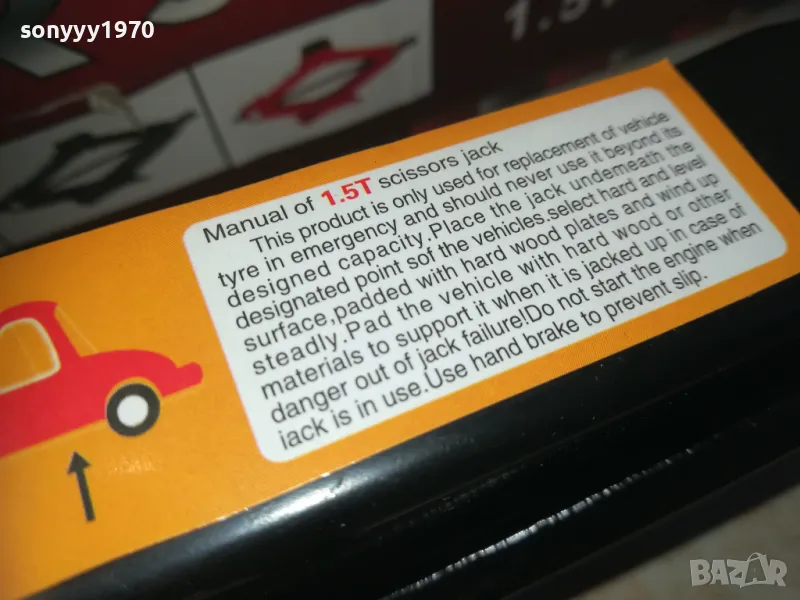 sonyyy1970
1.5T
Manual of 1.5T scissors jack
This product is only used for replacement of vehicle
tyre in emergency and should never use it beyond its
designed capacity.Place the jack underneath the
designated point sof the vehicles.select hard and level
surface,padded with hard wood plates and wind up
steadly.Pad the vehicle with hard wood or other
materials to support it when it is jacked up in case of
danger out of jack failure!Do not start the engine when
iack is in use.Use hand brake to prevent slip.
BAZAR